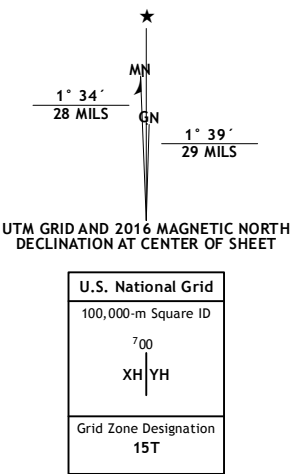 ★
MN
1° 34´
28 MILS
GN
1° 39´
29 MILS
UTM GRID AND 2016 MAGNETIC NORTH
DECLINATION AT CENTER OF SHEET
U.S. National Grid
100,000-m Square ID
⁷00
XH YH
Grid Zone Designation
15T